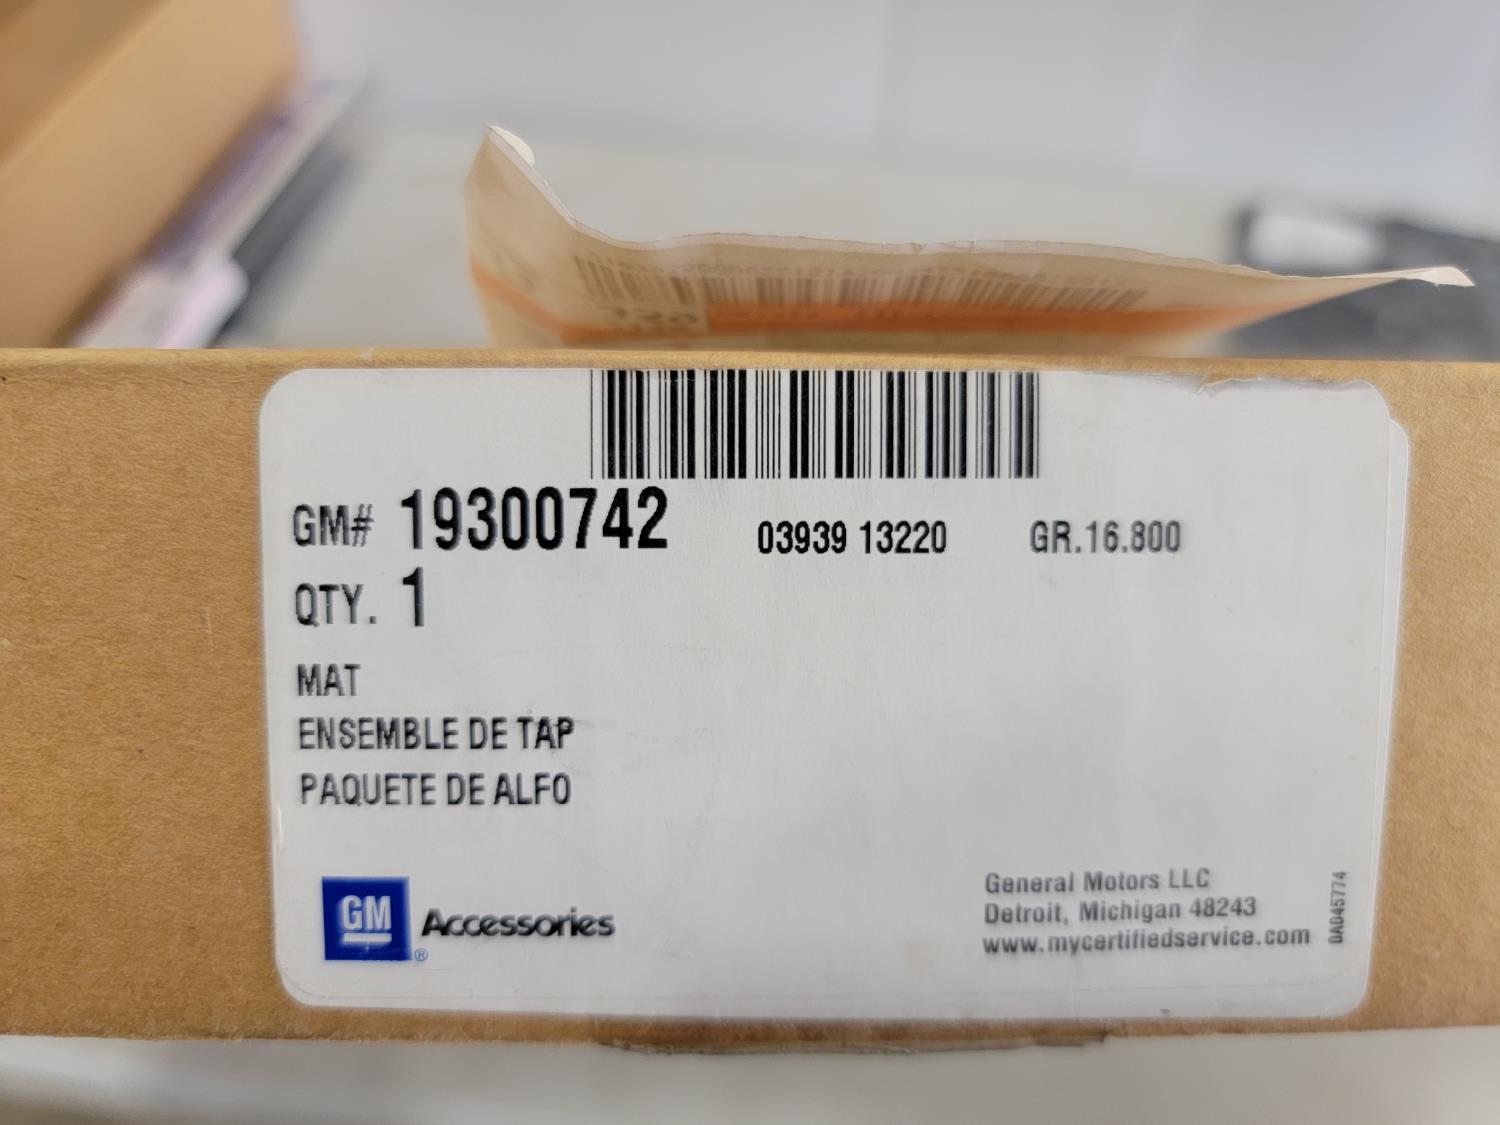 GM# 19300742 03939 13220 GR.16.800
QTY. 1
MAT
ENSEMBLE DE TAP
PAQUETE DE ALFO
GM ® Accessories
General Motors LLC
Detroit, Michigan 48243
www.mycertifiedservice.com
0A045774